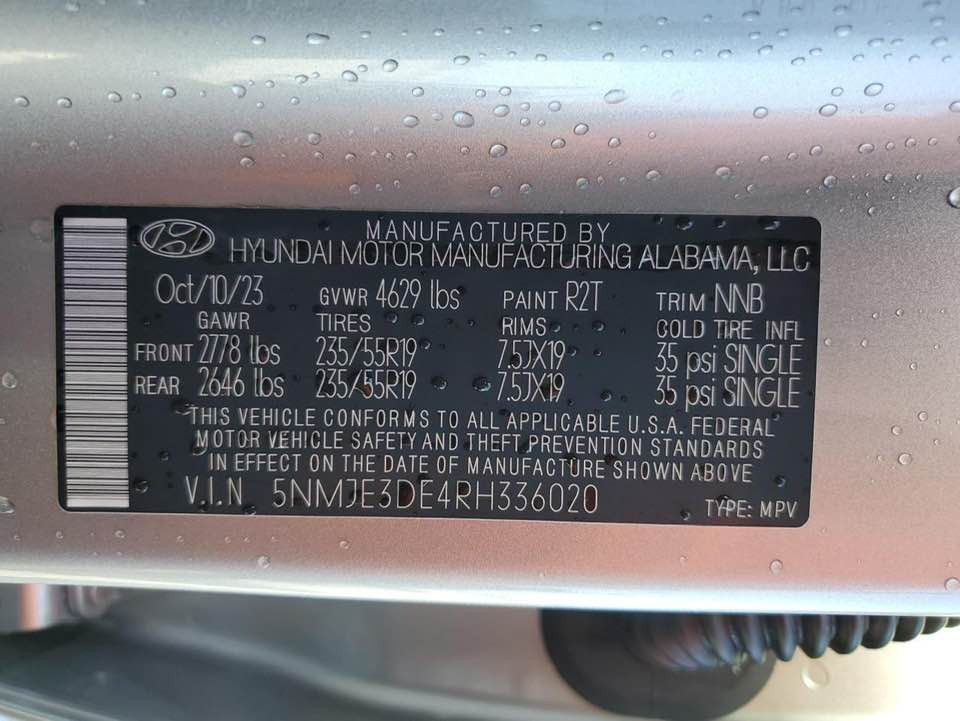 MANUFACTURED BY
HYUNDAI MOTOR MANUFACTURING ALABAMA, LLC
Oct/10/23 GVWR 4629 lbs PAINT R2T TRIM NNB
GAWR TIRES RIMS COLD TIRE INFL
FRONT 2778 lbs 235/55R19 7.5JX19 35 psi SINGLE
REAR 2646 lbs 235/55R19 7.5JX19 35 psi SINGLE
THIS VEHICLE CONFORMS TO ALL APPLICABLE U.S.A. FEDERAL
MOTOR VEHICLE SAFETY AND THEFT PREVENTION STANDARDS
IN EFFECT ON THE DATE OF MANUFACTURE SHOWN ABOVE
V.I.N 5NMJE3DE4RH336020 TYPE: MPV